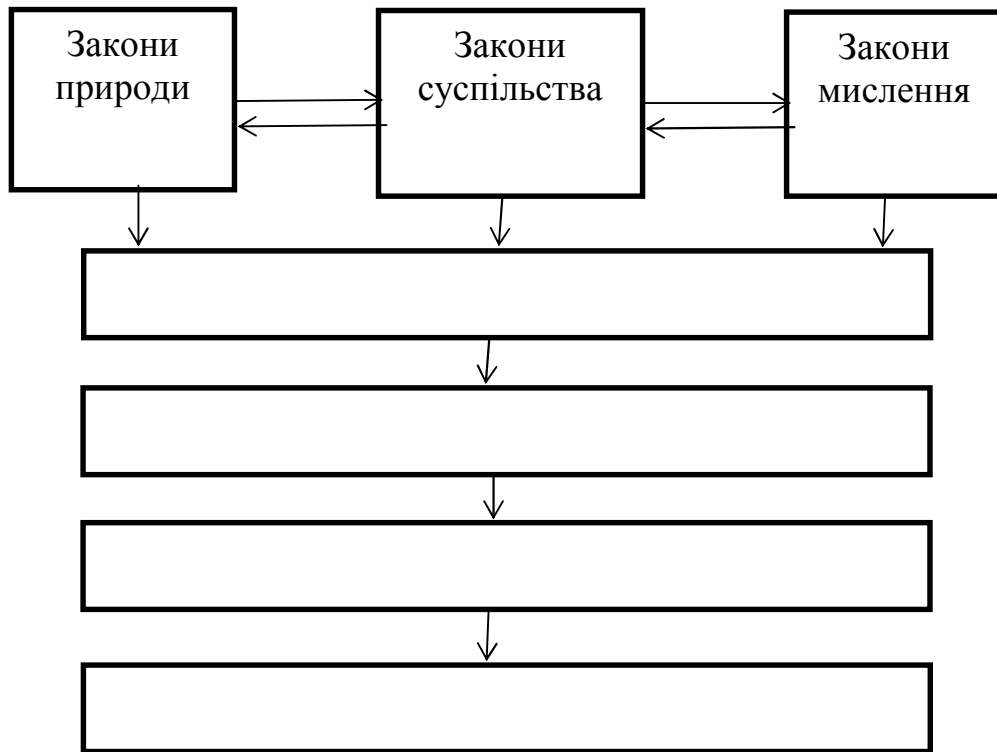 Закони
природи
Закони
суспільства
Закони
мислення